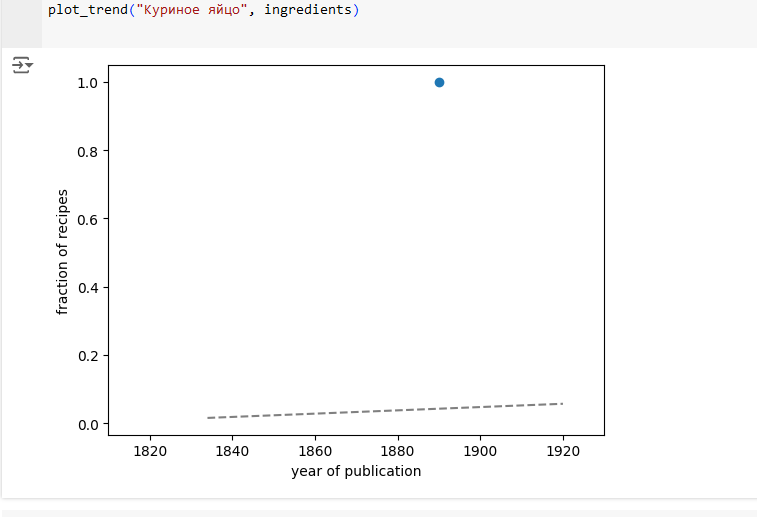 plot_trend("Куриное яйцо", ingredients)
1.0
0.8
0.6
0.4
0.2
0.0
fraction of recipes
1820 1840 1860 1880 1900 1920
year of publication